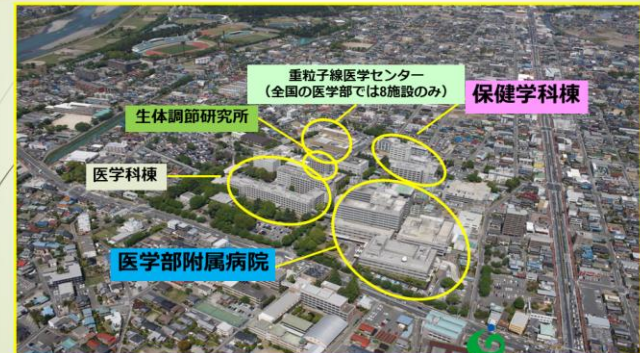 重粒子線医学センター
（全国の医学部では8施設のみ）
保健学科棟
生体調節研究所
医学科棟
医学部附属病院